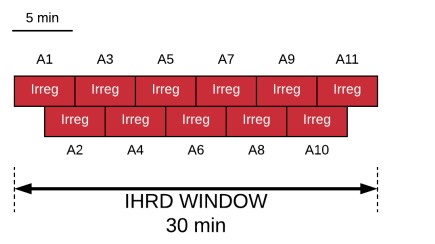 5 min
A1 A3 A5 A7 A9 A11
Irreg Irreg Irreg Irreg Irreg Irreg
Irreg Irreg Irreg Irreg Irreg
A2 A4 A6 A8 A10
IHRD WINDOW
30 min